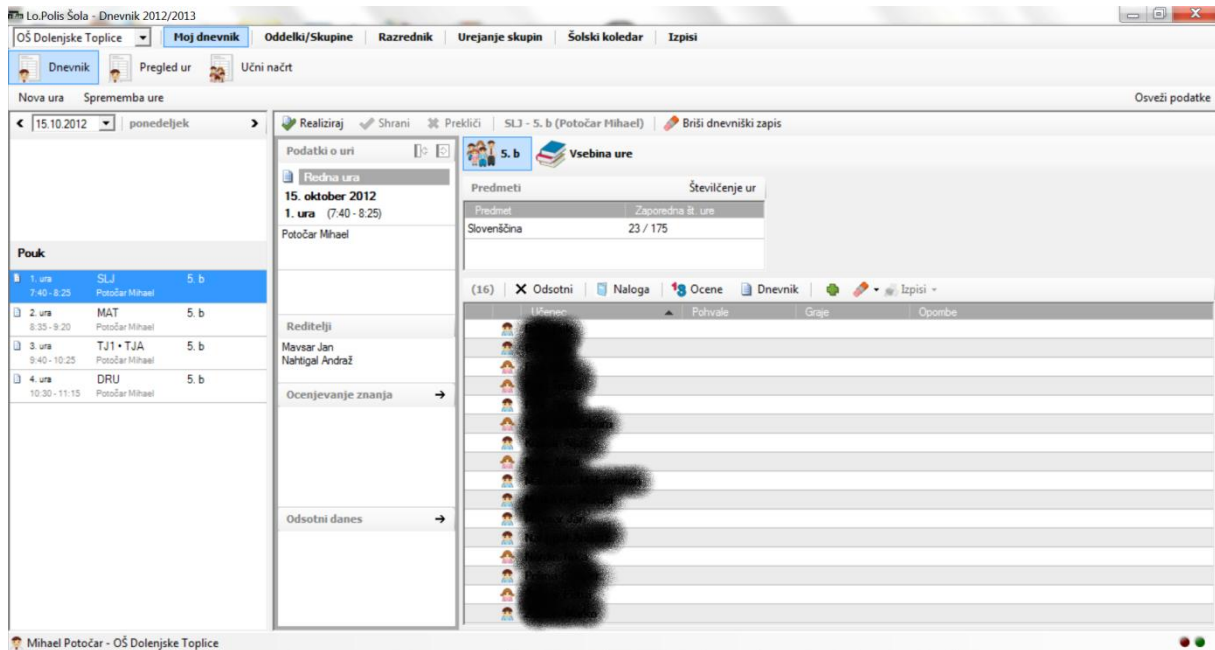 Lo.Polis Šola - Dnevnik 2012/2013
OŠ Dolenjske Toplice Moj dnevnik Oddelki/Skupine Razrednik Urejanje skupin Šolski koledar Izpisi
Dnevnik Pregled ur Učni načrt
Nova ura Sprememba ure Osveži podatke
15.10.2012 ponedeljek
Pouk
1. ura SLJ 5. b
7:40 - 8:25 Potočar Mihael
2. ura MAT 5. b
8:35 - 9:20 Potočar Mihael
3. ura TJ1 • TJA 5. b
9:40 - 10:25 Potočar Mihael
4. ura DRU 5. b
10:30 - 11:15 Potočar Mihael
Realiziraj Shrani Prekliči SLJ - 5. b (Potočar Mihael) Briši dnevniški zapis
Podatki o uri
Redna ura
15. oktober 2012
1. ura (7:40 - 8:25)
Potočar Mihael
Reditelji
Mavsar Jan
Nahtigal Andraž
Ocenjevanje znanja
Odsotni danes
5. b Vsebina ure
Predmeti Številčenje ur
Predmet Zaporedna št. ure
Slovenščina 23 / 175
(16) Odsotni Naloga Ocene Dnevnik Izpisi
Učenec Pohvale Graje Opombe
Mihael Potočar - OŠ Dolenjske Toplice